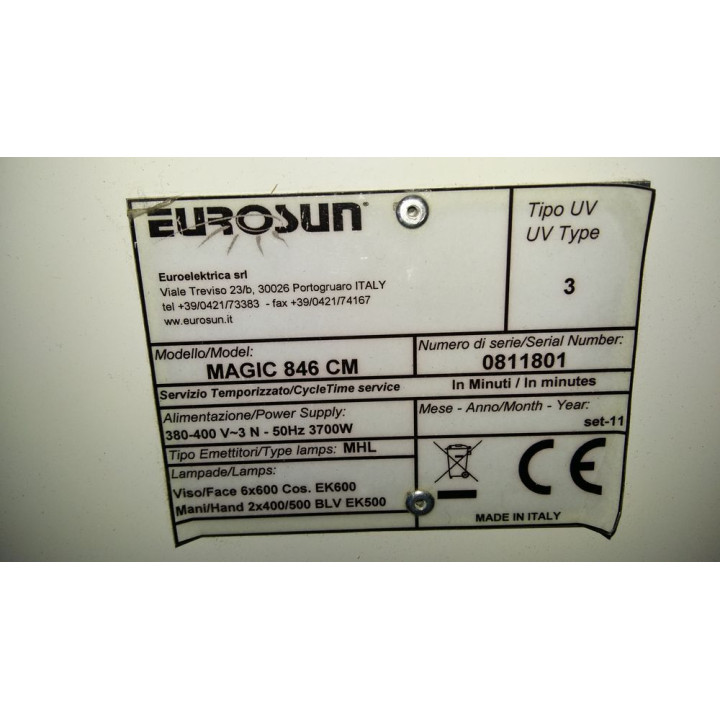 EUROSUN®
Euroelektrica srl
Viale Treviso 23/b, 30026 Portogruaro ITALY
tel +39/0421/73383 - fax +39/0421/74167
ww.eurosun.it
Tipo UV
UV Type
3
Modello/Model:
MAGIC 846 CM
Numero di serie/Serial Number:
0811801
Servizio Temporizzato/CycleTime service
In Minuti / In minutes
Alimentazione/Power Supply:
380-400 V~3 N - 50Hz 3700W
Mese - Anno/Month - Year:
set-11
Tipo Emettitori/Type lamps: MHL
Lampade/Lamps:
Viso/Face 6x600 Cos. EK600
Mani/Hand 2x400/500 BLV EK500
CE
MADE IN ITALY